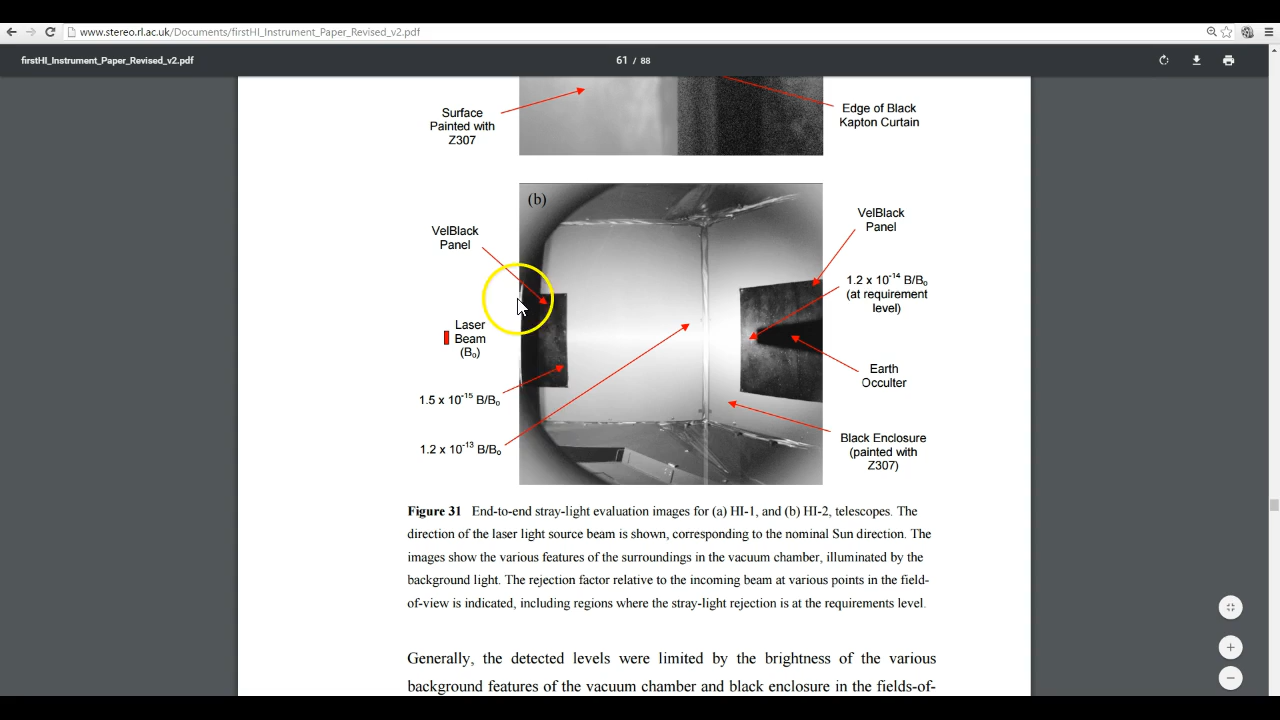 www.stereo.rl.ac.uk/Documents/firstHI_Instrument_Paper_Revised_v2.pdf
firstHI_Instrument_Paper_Revised_v2.pdf
61 / 88
Surface
Painted with
Z307
Edge of Black
Kapton Curtain
(b)
VelBlack
Panel
VelBlack
Panel
1.2 x 10⁻¹⁴ B/B₀
(at requirement
level)
Laser
Beam
(B₀)
Earth
Occulter
1.5 x 10⁻¹⁵ B/B₀
1.2 x 10⁻¹³ B/B₀
Black Enclosure
(painted with
Z307)
Figure 31 End-to-end stray-light evaluation images for (a) HI-1, and (b) HI-2, telescopes. The
direction of the laser light source beam is shown, corresponding to the nominal Sun direction. The
images show the various features of the surroundings in the vacuum chamber, illuminated by the
background light. The rejection factor relative to the incoming beam at various points in the field-
of-view is indicated, including regions where the stray-light rejection is at the requirements level.
Generally, the detected levels were limited by the brightness of the various
background features of the vacuum chamber and black enclosure in the fields-of-